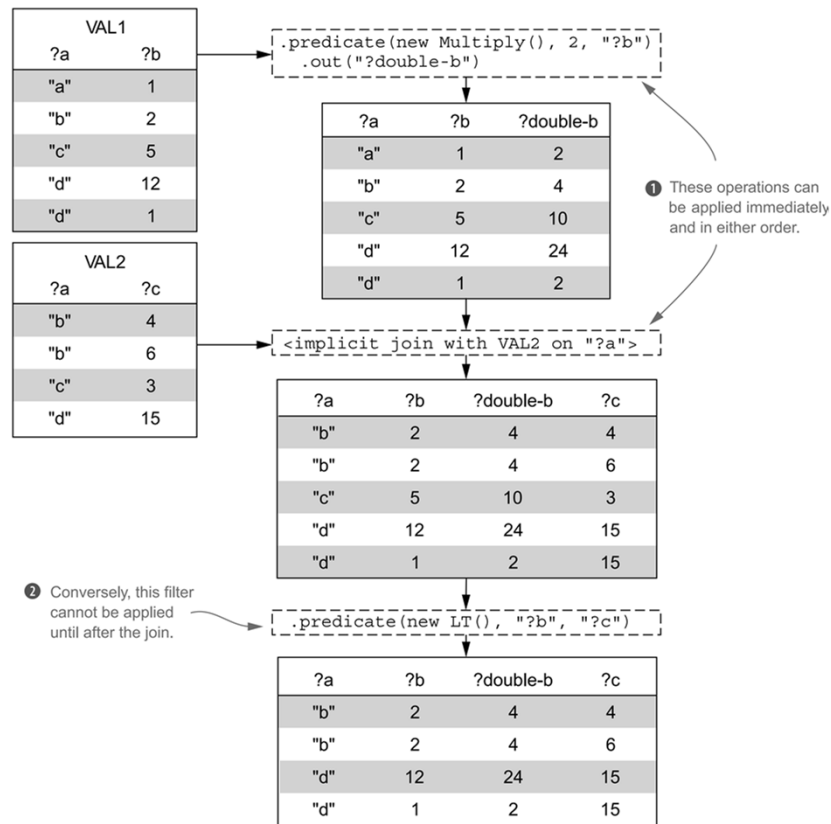 VAL1
?a ?b
"a" 1
"b" 2
"c" 5
"d" 12
"d" 1
.predicate(new Multiply(), 2, "?b")
.out("?double-b")
?a ?b ?double-b
"a" 1 2
"b" 2 4
"c" 5 10
"d" 12 24
"d" 1 2
❶ These operations can
be applied immediately
and in either order.
VAL2
?a ?c
"b" 4
"b" 6
"c" 3
"d" 15
<implicit join with VAL2 on "?a">
?a ?b ?double-b ?c
"b" 2 4 4
"b" 2 4 6
"c" 5 10 3
"d" 12 24 15
"d" 1 2 15
❷ Conversely, this filter
cannot be applied
until after the join.
.predicate(new LT(), "?b", "?c")
?a ?b ?double-b ?c
"b" 2 4 4
"b" 2 4 6
"d" 12 24 15
"d" 1 2 15